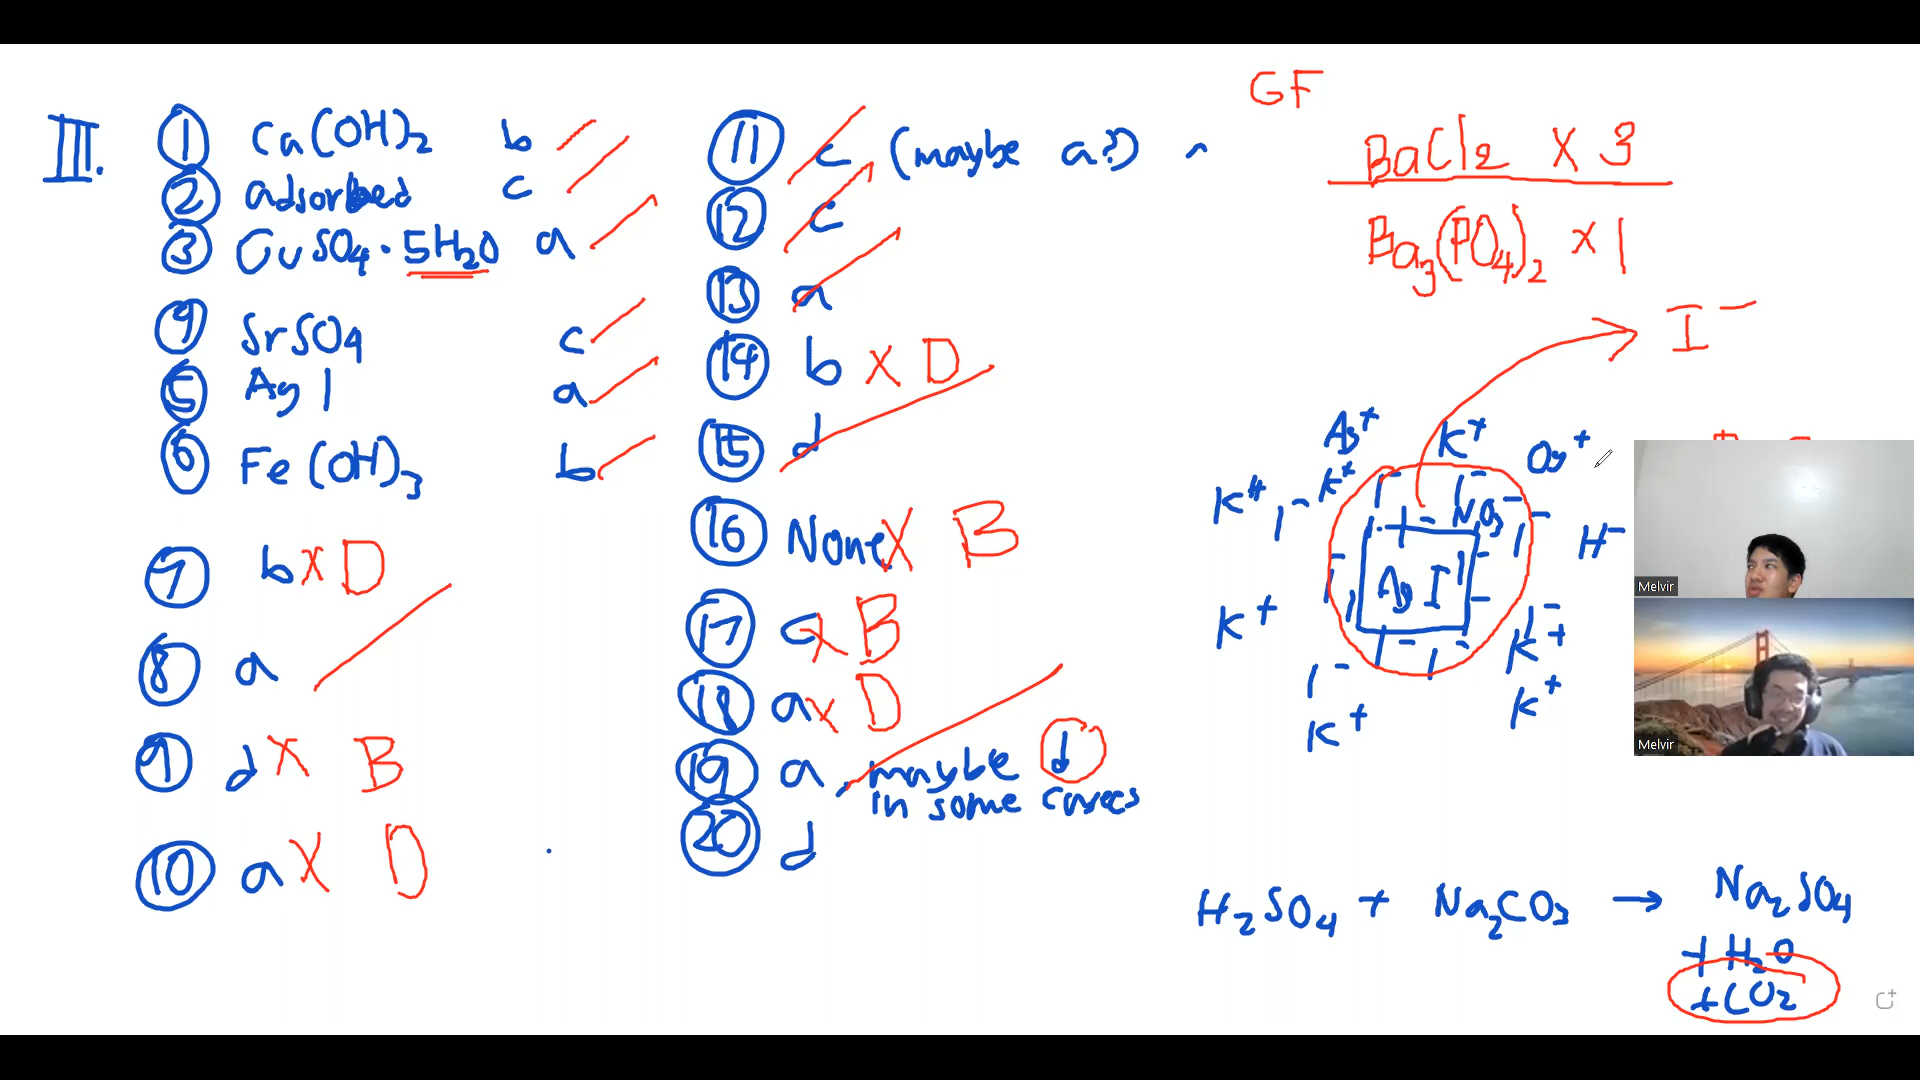 III.
① Ca(OH)₂ b
② adsorbed c
③ CuSO₄·5H₂O a
④ SrSO₄ c
⑤ AgI a
⑥ Fe(OH)₃ b
⑦ b X D
⑧ a
⑨ d X B
⑩ a X D
⑪ c (maybe a?)
⑫ c
⑬ a
⑭ b X D
⑮ d
⑯ None X B
⑰ c X B
⑱ a X D
⑲ a, maybe d
in some cases
⑳ d
GF
BaCl₂ X 3
Ba₃(PO₄)₂ X 1
I⁻
Ag⁺ K⁺
K⁺ I⁻ K⁺ I⁻ I⁻
NO₃
I⁻ H⁻
AgI
K⁺ I⁻
K⁺
I⁻ I⁻ I⁻ K⁺
K⁺
H₂SO₄ + Na₂CO₃ → Na₂SO₄
+ H₂O
+ CO₂
Melvir
Melvir